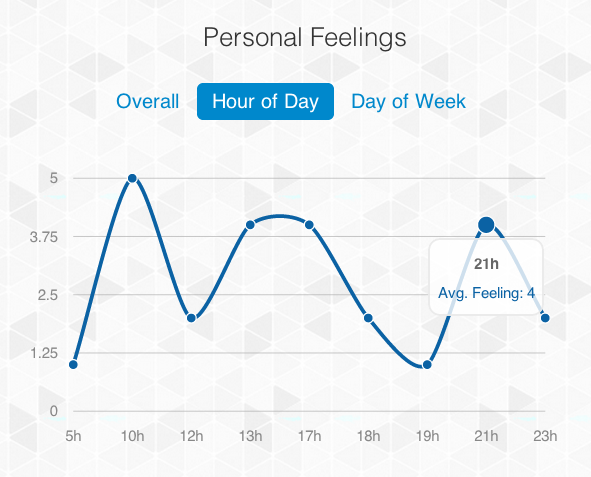 Personal Feelings
Overall Hour of Day Day of Week
5
3.75
2.5
1.25
0
21h
Avg. Feeling: 4
5h 10h 12h 13h 17h 18h 19h 21h 23h